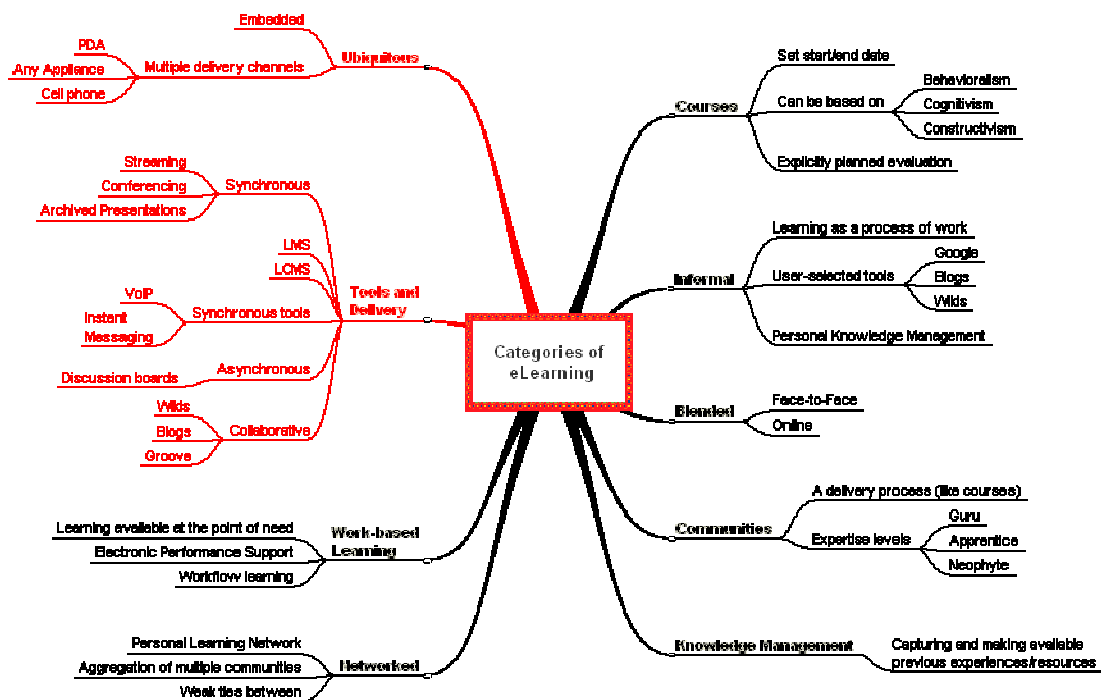 Categories of
eLearning
Ubiquitous
Embedded
Multiple delivery channels
PDA
Any Appliance
Cell phone
Tools and
Delivery
Synchronous
Streaming
Conferencing
Archived Presentations
LMS
LCMS
Synchronous tools
VoIP
Instant
Messaging
Asynchronous
Discussion boards
Collaborative
Wikis
Blogs
Groove
Work-based
Learning
Learning available at the point of need
Electronic Performance Support
Workflow learning
Networked
Personal Learning Network
Aggregation of multiple communities
Weak ties between
Courses
Set start/end date
Can be based on
Behavioralism
Cognitivism
Constructivism
Explicitly planned evaluation
Informal
Learning as a process of work
User-selected tools
Google
Blogs
Wikis
Personal Knowledge Management
Blended
Face-to-Face
Online
Communities
A delivery process (like courses)
Expertise levels
Guru
Apprentice
Neophyte
Knowledge Management
Capturing and making available
previous experiences/resources